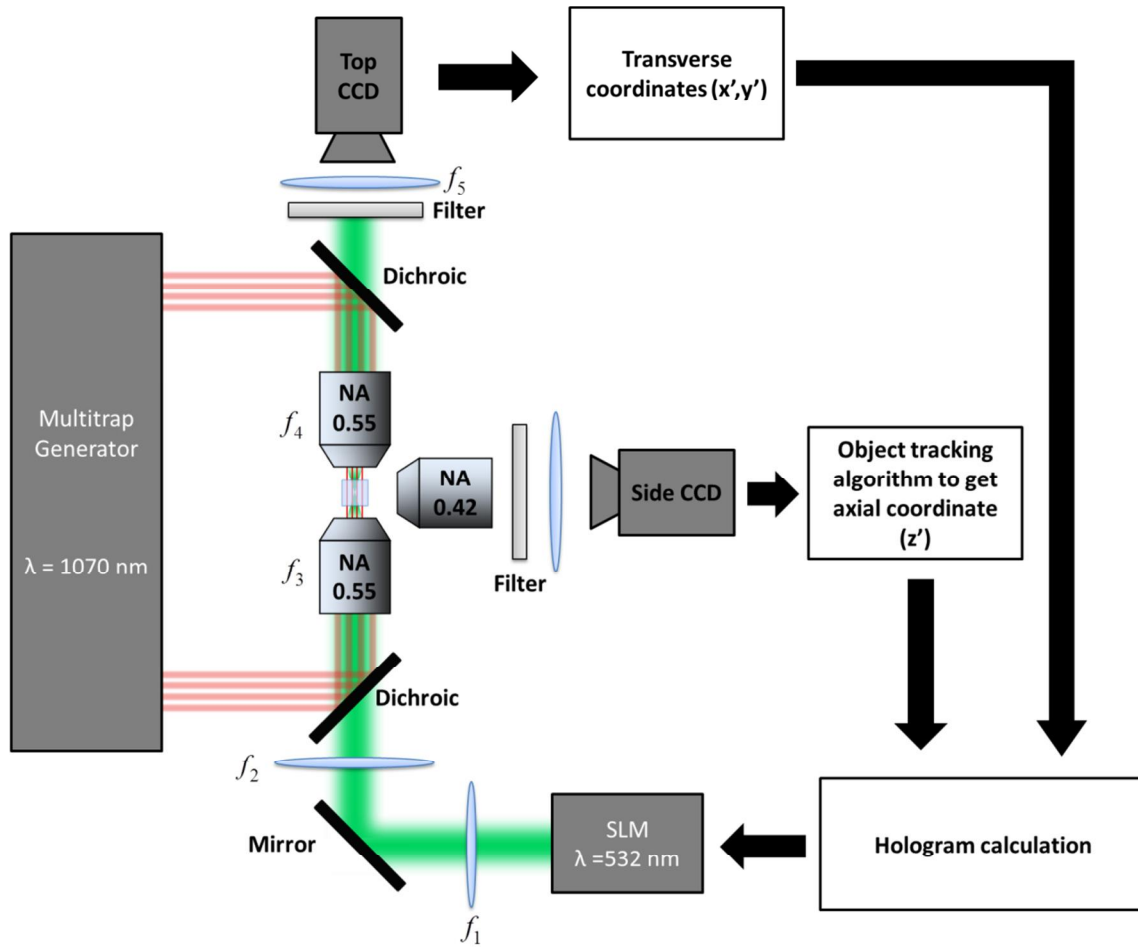 Top
CCD
Transverse
coordinates (x’,y’)
f5
Filter
Dichroic
Multitrap
Generator
λ = 1070 nm
NA
0.55
f4
NA
0.42
Side CCD
Object tracking
algorithm to get
axial coordinate
(z’)
Filter
f3
NA
0.55
Dichroic
f2
Mirror
SLM
λ =532 nm
Hologram calculation
f1